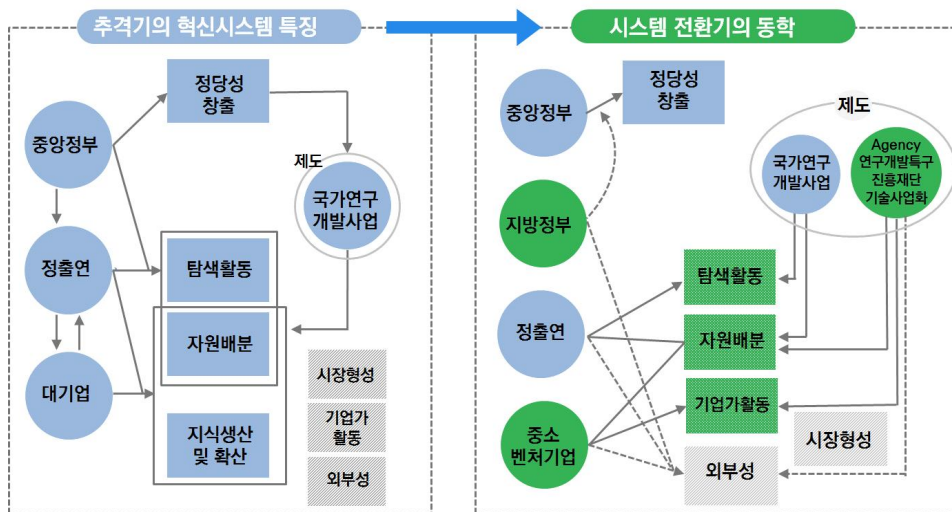 추격기의 혁신시스템 특징
중앙정부
정출연
대기업
정당성
창출
제도
국가연구
개발사업
탐색활동
자원배분
지식생산
및 확산
시장형성
기업가
활동
외부성
시스템 전환기의 동학
중앙정부
지방정부
정출연
중소
벤처기업
정당성
창출
제도
국가연구
개발사업
Agency
연구개발특구
진흥재단
기술사업화
탐색활동
자원배분
기업가활동
시장형성
외부성